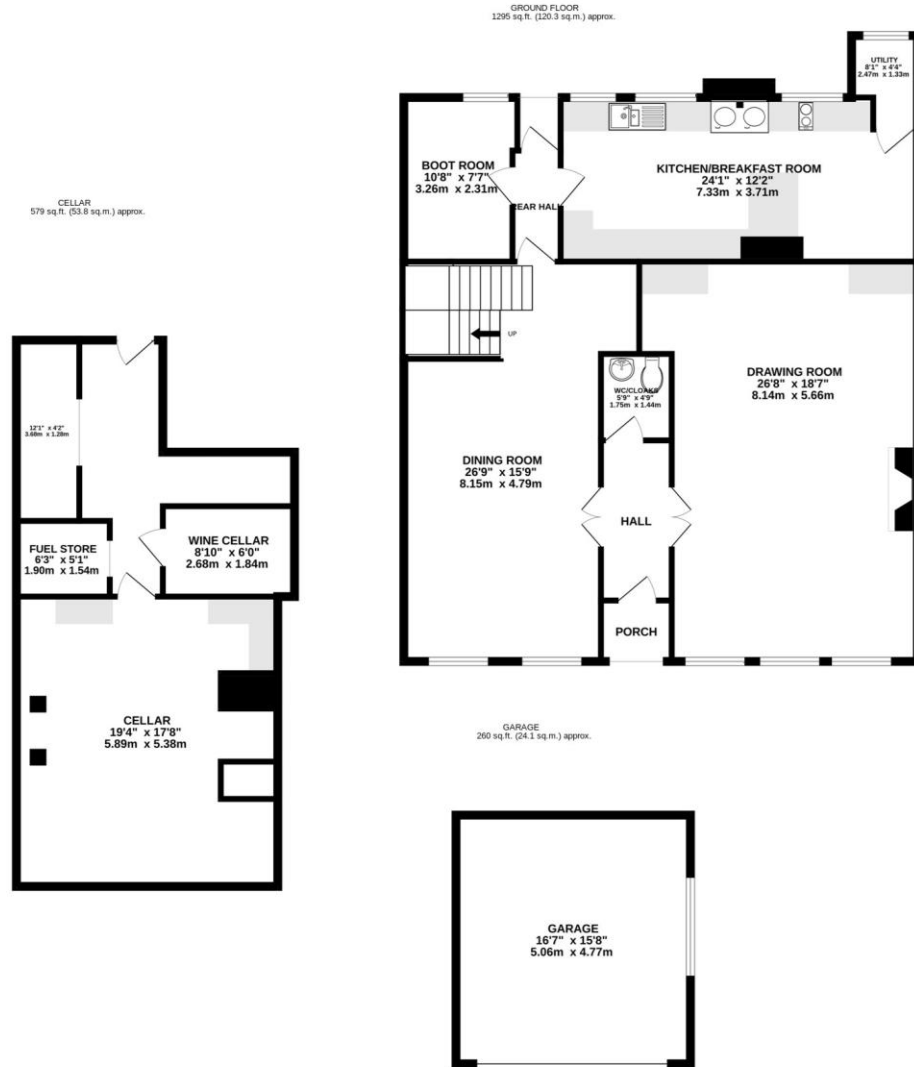 GROUND FLOOR
1295 sq.ft. (120.3 sq.m.) approx.
UTILITY
8'1" x 4'4"
2.47m x 1.33m
BOOT ROOM
10'8" x 7'7"
3.26m x 2.31m
KITCHEN/BREAKFAST ROOM
24'1" x 12'2"
7.33m x 3.71m
REAR HALL
UP
WC/CLOAKS
5'9" x 4'9"
1.75m x 1.44m
DRAWING ROOM
26'8" x 18'7"
8.14m x 5.66m
DINING ROOM
26'9" x 15'9"
8.15m x 4.79m
HALL
PORCH
CELLAR
579 sq.ft. (53.8 sq.m.) approx.
12'1" x 4'2"
3.68m x 1.28m
FUEL STORE
6'3" x 5'1"
1.90m x 1.54m
WINE CELLAR
8'10" x 6'0"
2.68m x 1.84m
CELLAR
19'4" x 17'8"
5.89m x 5.38m
GARAGE
260 sq.ft. (24.1 sq.m.) approx.
GARAGE
16'7" x 15'8"
5.06m x 4.77m